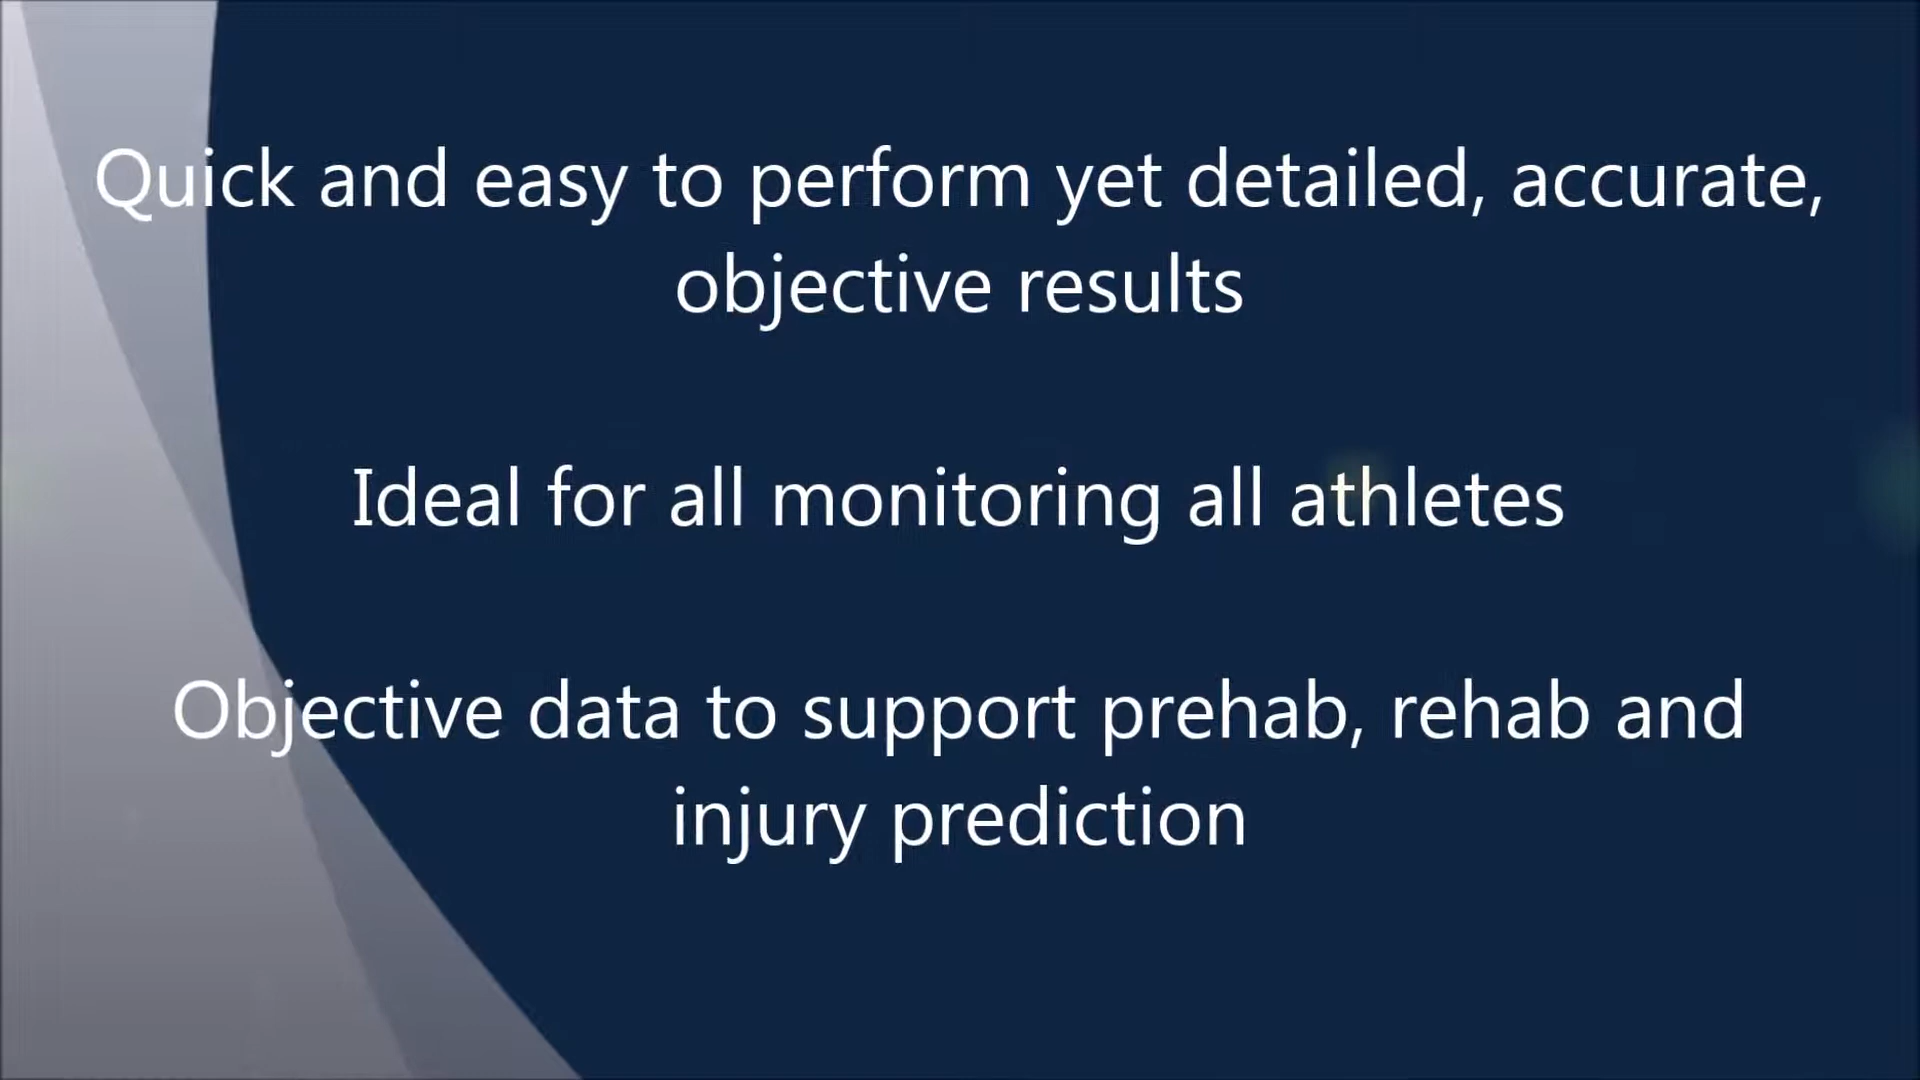 Quick and easy to perform yet detailed, accurate,
objective results
Ideal for all monitoring all athletes
Objective data to support prehab, rehab and
injury prediction